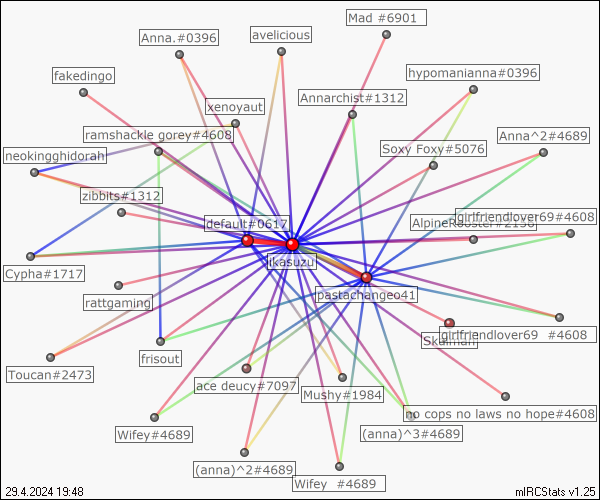 Mad #6901
Anna.#0396
avelicious
fakedingo
hypomanianna#0396
Annarchist#1312
xenoyaut
ramshackle gorey#4608
Anna^2#4689
Soxy Foxy#5076
neokingghidorah
zibbits#1312
default#0617
girlfriendlover69#4608
ikasuzu
Cypha#1717
pastachangeo41
rattgaming
girlfriendlover69 #4608
frisout
Toucan#2473
ace deucy#7097
Mushy#1984
no cops no laws no hope#4608
Wifey#4689
(anna)^3#4689
(anna)^2#4689
Wifey #4689
29.4.2024 19:48
mIRCStats v1.25